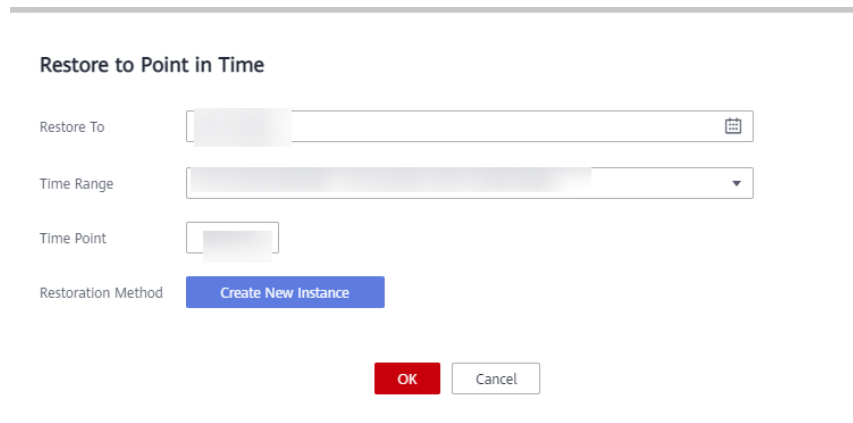 Restore to Point in Time
Restore To
Time Range
Time Point
Restoration Method Create New Instance
OK Cancel